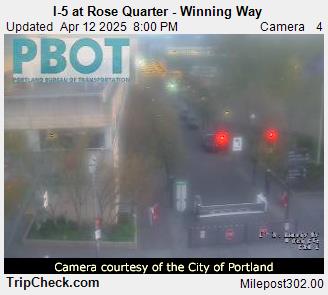 I-5 at Rose Quarter - Winning Way
Updated Apr 12 2025 8:00 PM Camera 4
PBOT
PORTLAND BUREAU OF TRANSPORTATION
Camera courtesy of the City of Portland
TripCheck.com Milepost302.00